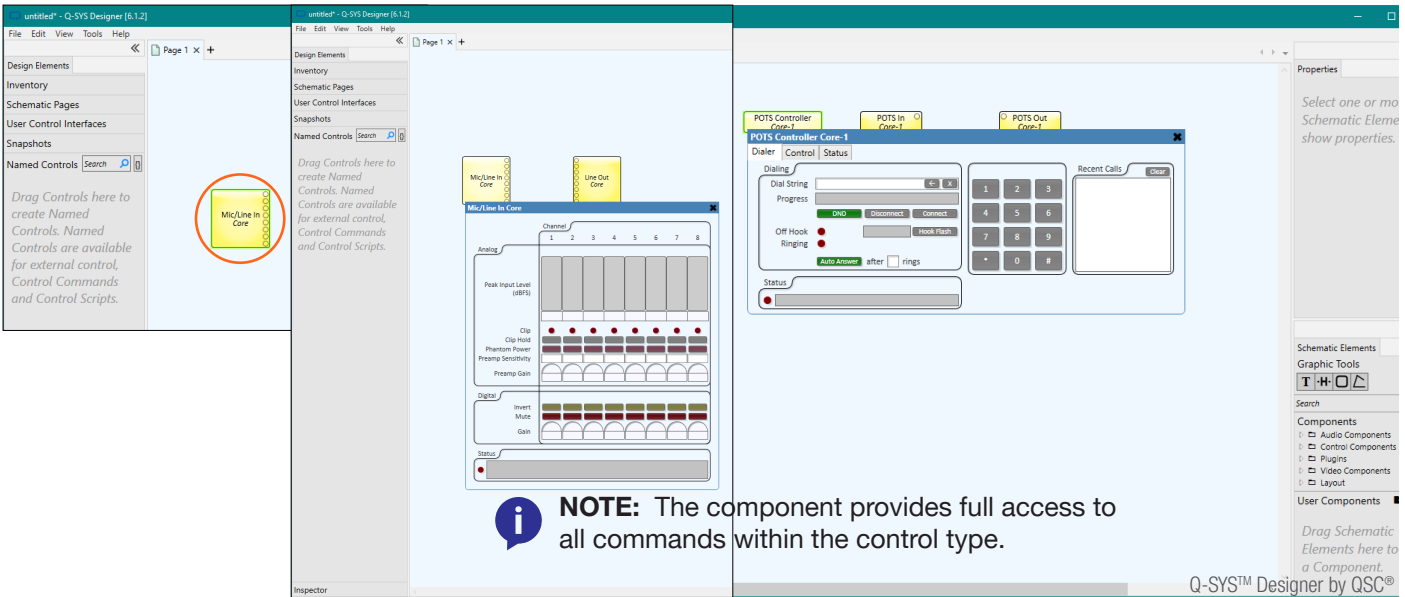 untitled* - Q-SYS Designer [6.1.2]
File Edit View Tools Help
Page 1 × +
Design Elements
Inventory
Schematic Pages
User Control Interfaces
Snapshots
Named Controls Search {}
Drag Controls here to
create Named
Controls. Named
Controls are available
for external control,
Control Commands
and Control Scripts.
Mic/Line In
Core
untitled* - Q-SYS Designer [6.1.2]
File Edit View Tools Help
Page 1 × +
Design Elements
Inventory
Schematic Pages
User Control Interfaces
Snapshots
Named Controls Search {}
Drag Controls here to
create Named
Controls. Named
Controls are available
for external control,
Control Commands
and Control Scripts.
Inspector
Mic/Line In
Core
Line Out
Core
Mic/Line In Core
Channel
1 2 3 4 5 6 7 8
Analog
Peak Input Level
(dBFS)
Clip
Clip Hold
Phantom Power
Preamp Sensitivity
Preamp Gain
Digital
Invert
Mute
Gain
Status
POTS Controller
Core-1
POTS In
Core-1
POTS Out
Core-1
POTS Controller Core-1
Dialer Control Status
Dialing
Dial String
Progress
DND Disconnect Connect
Off Hook Hook Flash
Ringing
Auto Answer after rings
1 2 3
4 5 6
7 8 9
* 0 #
Recent Calls Clear
Status
Properties
Select one or mo
Schematic Eleme
show properties.
Schematic Elements
Graphic Tools
Search
Components
Audio Components
Control Components
Plugins
Video Components
Layout
User Components
Drag Schematic
Elements here to
a Component.
NOTE: The component provides full access to
all commands within the control type.
Q-SYS™ Designer by QSC®